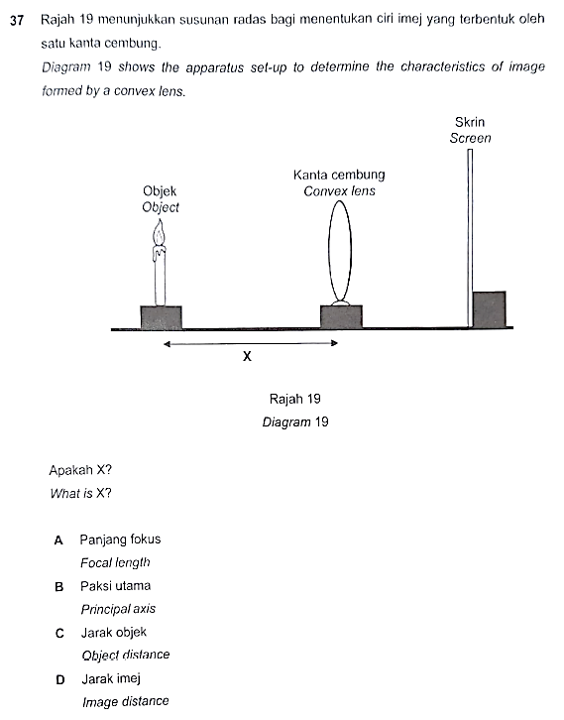 37 Rajah 19 menunjukkan susunan radas bagi menentukan ciri imej yang terbentuk oleh
satu kanta cembung.
Diagram 19 shows the apparatus set-up to determine the characteristics of image
formed by a convex lens.
Skrin
Screen
Kanta cembung
Convex lens
Objek
Object
X
Rajah 19
Diagram 19
Apakah X?
What is X?
A Panjang fokus
Focal length
B Paksi utama
Principal axis
C Jarak objek
Object distance
D Jarak imej
Image distance